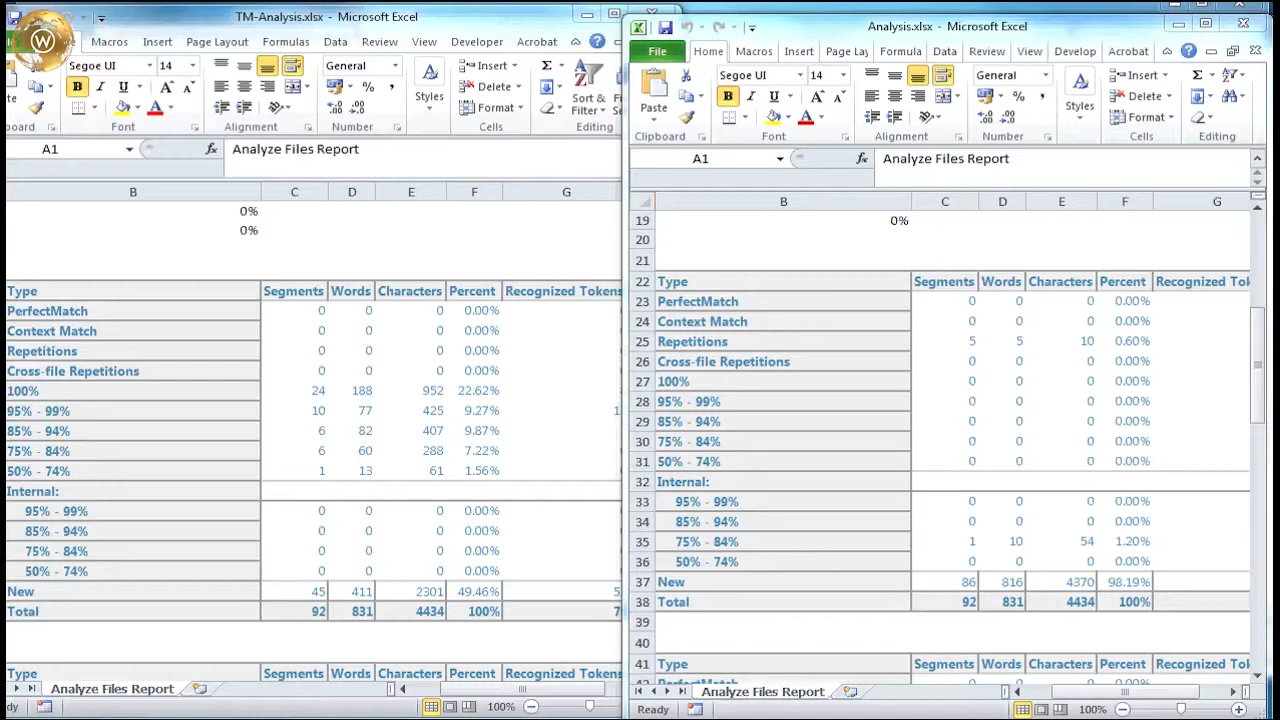 TM-Analysis.xlsx - Microsoft Excel
W
Macros Insert Page Layout Formulas Data View Developer Acrobat
Segoe UI 14 General Insert
B Styles Delete Sort & Filter
Format
Font Alignment Number Cells Editing
A1 fx Analyze Files Report
B C D E F G
0%
0%
Type Segments Words Characters Percent Recognized Tokens
PerfectMatch 0 0 0 0.00%
Context Match 0 0 0 0.00%
Repetitions 0 0 0 0.00%
Cross-file Repetitions 0 0 0 0.00%
100% 24 188 952 22.62%
95% - 99% 10 77 425 9.27% 1
85% - 94% 6 82 407 9.87%
75% - 84% 6 60 288 7.22%
50% - 74% 1 13 61 1.56%
Internal:
95% - 99% 0 0 0 0.00%
85% - 94% 0 0 0 0.00%
75% - 84% 0 0 0 0.00%
50% - 74% 0 0 0 0.00%
New 45 411 2301 49.46% 5
Total 92 831 4434 100% 7
Type Segments Words Characters Percent Recognized Tokens
Analyze Files Report
100%
Analysis.xlsx - Microsoft Excel
File Home Macros Insert Page Lay Formula Data Review View Develop Acrobat
Segoe UI 14 General Insert
Paste B I U Styles Delete
Format
Clipboard Font Alignment Number Cells Editing
A1 fx Analyze Files Report
B C D E F G
19 0%
20
21
22 Type Segments Words Characters Percent Recognized Tok
23 PerfectMatch 0 0 0 0.00%
24 Context Match 0 0 0 0.00%
25 Repetitions 5 5 10 0.60%
26 Cross-file Repetitions 0 0 0 0.00%
27 100% 0 0 0 0.00%
28 95% - 99% 0 0 0 0.00%
29 85% - 94% 0 0 0 0.00%
30 75% - 84% 0 0 0 0.00%
31 50% - 74% 0 0 0 0.00%
32 Internal:
33 95% - 99% 0 0 0 0.00%
34 85% - 94% 0 0 0 0.00%
35 75% - 84% 1 10 54 1.20%
36 50% - 74% 0 0 0 0.00%
37 New 86 816 4370 98.19%
38 Total 92 831 4434 100%
39
40
41 Type Segments Words Characters Percent Recognized Tok
Analyze Files Report
Ready 100%